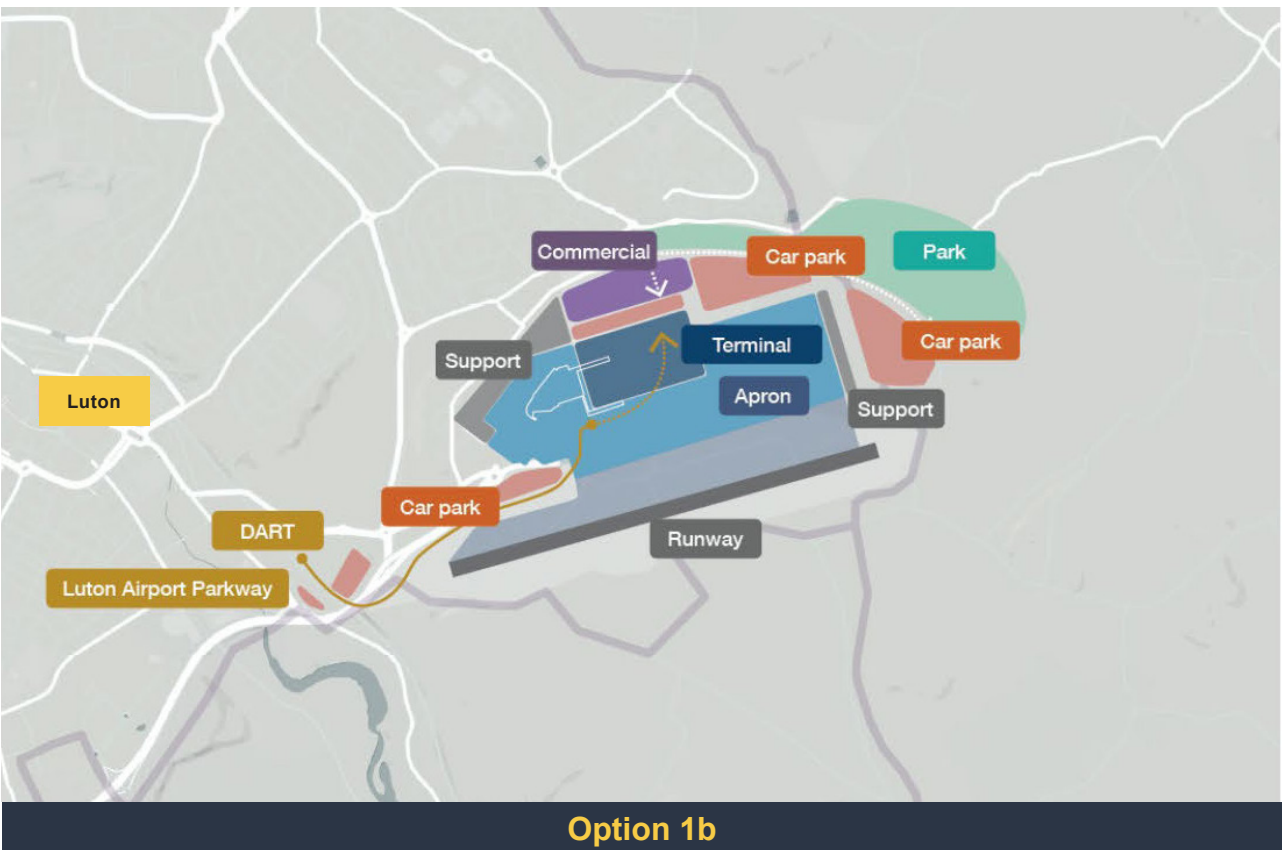 Commercial
Car park
Park
Support
Terminal
Car park
Luton
Apron
Support
Car park
DART
Runway
Luton Airport Parkway
Option 1b